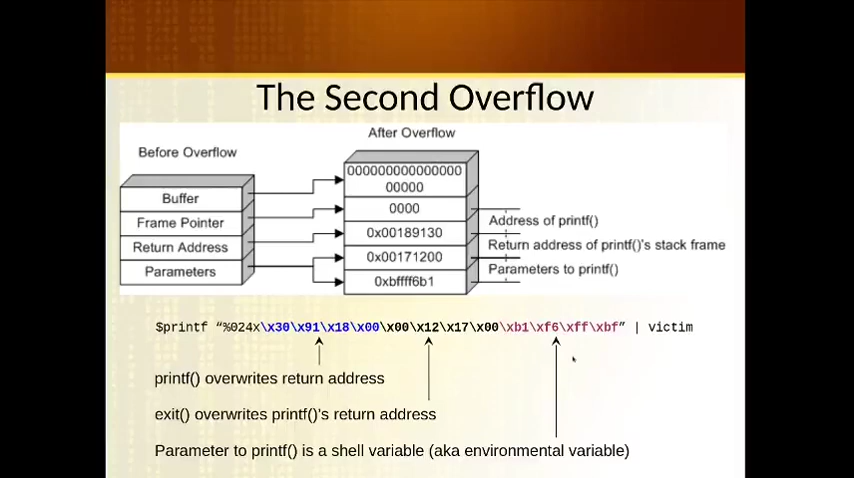 The Second Overflow
After Overflow
Before Overflow
000000000000000
00000
Buffer
0000
Frame Pointer
Address of printf()
0x00189130
Return Address
Return address of printf()'s stack frame
0x00171200
Parameters
Parameters to printf()
0xbffff6b1
$printf “%024x\x30\x91\x18\x00\x00\x12\x17\x00\xb1\xf6\xff\xbf” | victim
printf() overwrites return address
exit() overwrites printf()'s return address
Parameter to printf() is a shell variable (aka environmental variable)